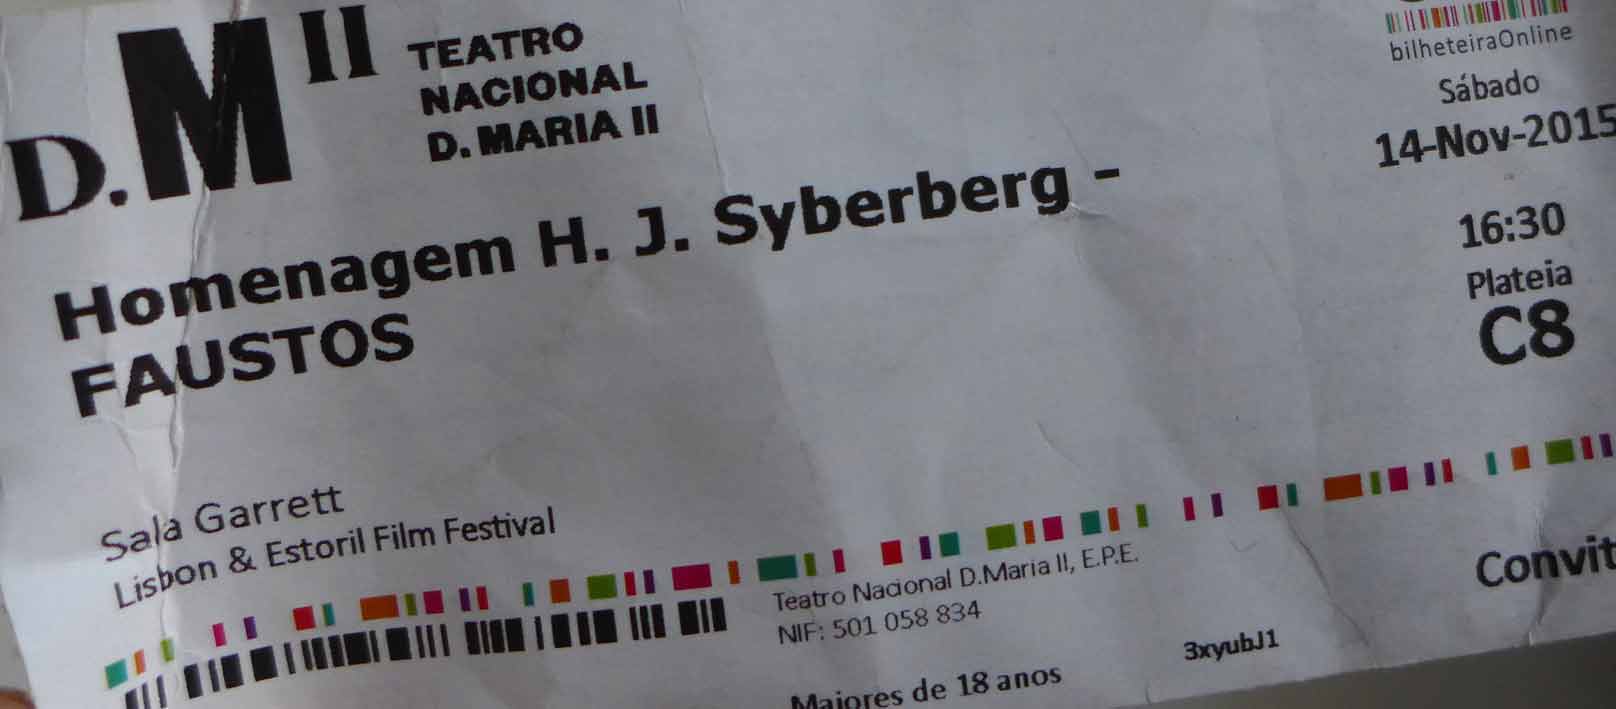 D.MII
TEATRO
NACIONAL
D. MARIA II
Homenagem H. J. Syberberg -
FAUSTOS
Sala Garrett
Lisbon & Estoril Film Festival
bilheteiraOnline
Sábado
14-Nov-2015
16:30
Plateia
C8
Teatro Nacional D.Maria II, E.P.E.
NIF: 501 058 834
Convit
3xyubJ1
Maiores de 18 anos